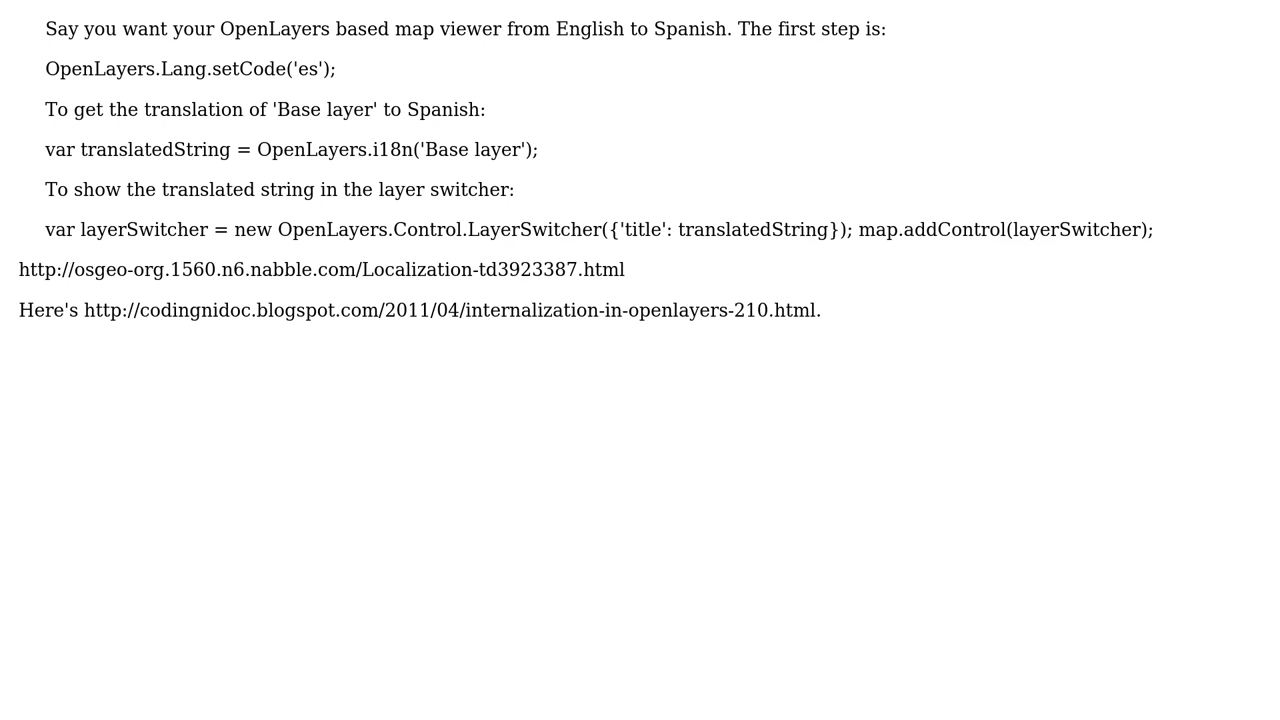 Say you want your OpenLayers based map viewer from English to Spanish. The first step is:
OpenLayers.Lang.setCode('es');
To get the translation of 'Base layer' to Spanish:
var translatedString = OpenLayers.i18n('Base layer');
To show the translated string in the layer switcher:
var layerSwitcher = new OpenLayers.Control.LayerSwitcher({'title': translatedString}); map.addControl(layerSwitcher);
http://osgeo-org.1560.n6.nabble.com/Localization-td3923387.html
Here's http://codingnidoc.blogspot.com/2011/04/internalization-in-openlayers-210.html.